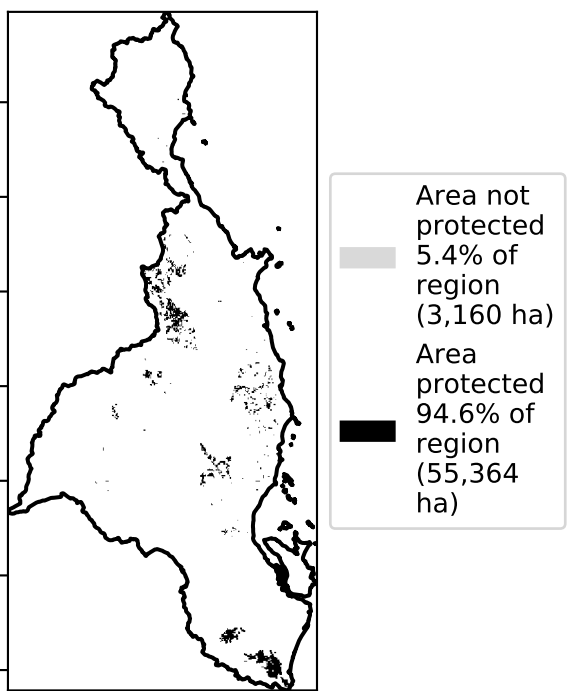 Area not
protected
5.4% of
region
(3,160 ha)
Area
protected
94.6% of
region
(55,364
ha)